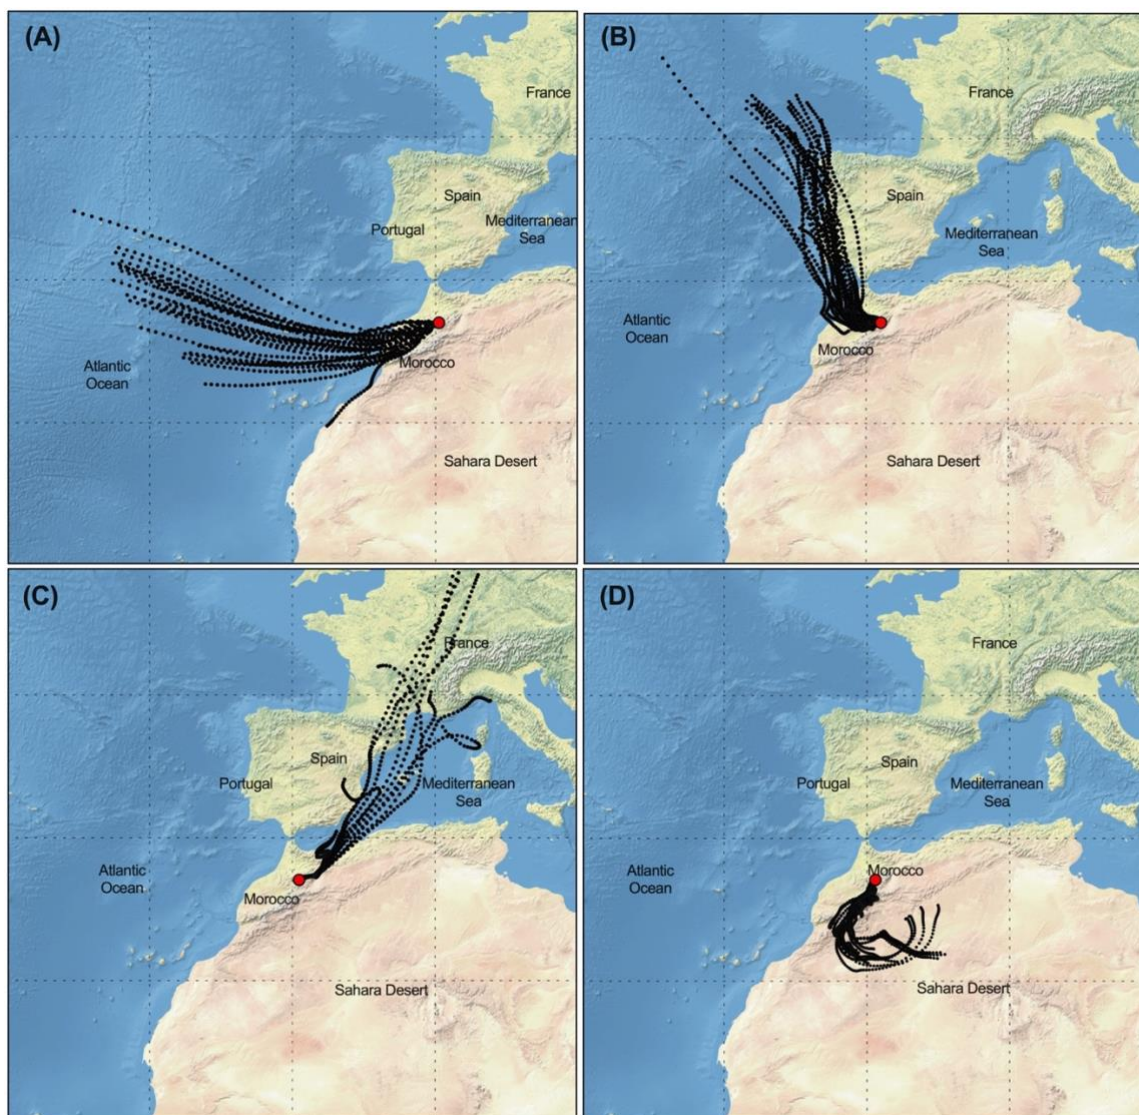 (A)
France
Spain
Portugal
Mediterranean
Sea
Atlantic
Ocean
Morocco
Sahara Desert
(B)
France
Spain
Mediterranean
Sea
Atlantic
Ocean
Morocco
Sahara Desert
(C)
France
Spain
Portugal
Mediterranean
Sea
Atlantic
Ocean
Morocco
Sahara Desert
(D)
France
Spain
Portugal
Mediterranean
Sea
Atlantic
Ocean
Morocco
Sahara Desert